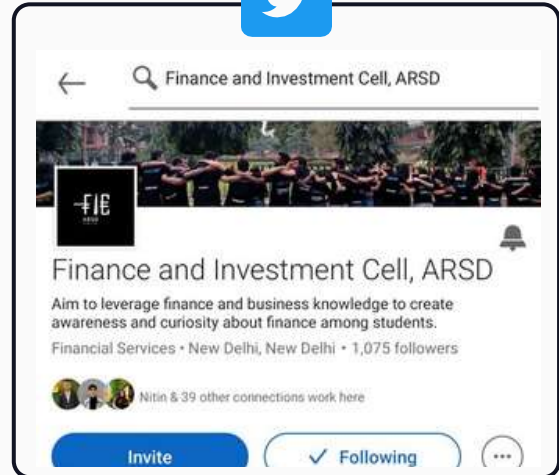 Finance and Investment Cell, ARSD
FIE
ARSD
Finance and Investment Cell, ARSD
Aim to leverage finance and business knowledge to create
awareness and curiosity about finance among students.
Financial Services • New Delhi, New Delhi • 1,075 followers
Nitin & 39 other connections work here
Invite
Following